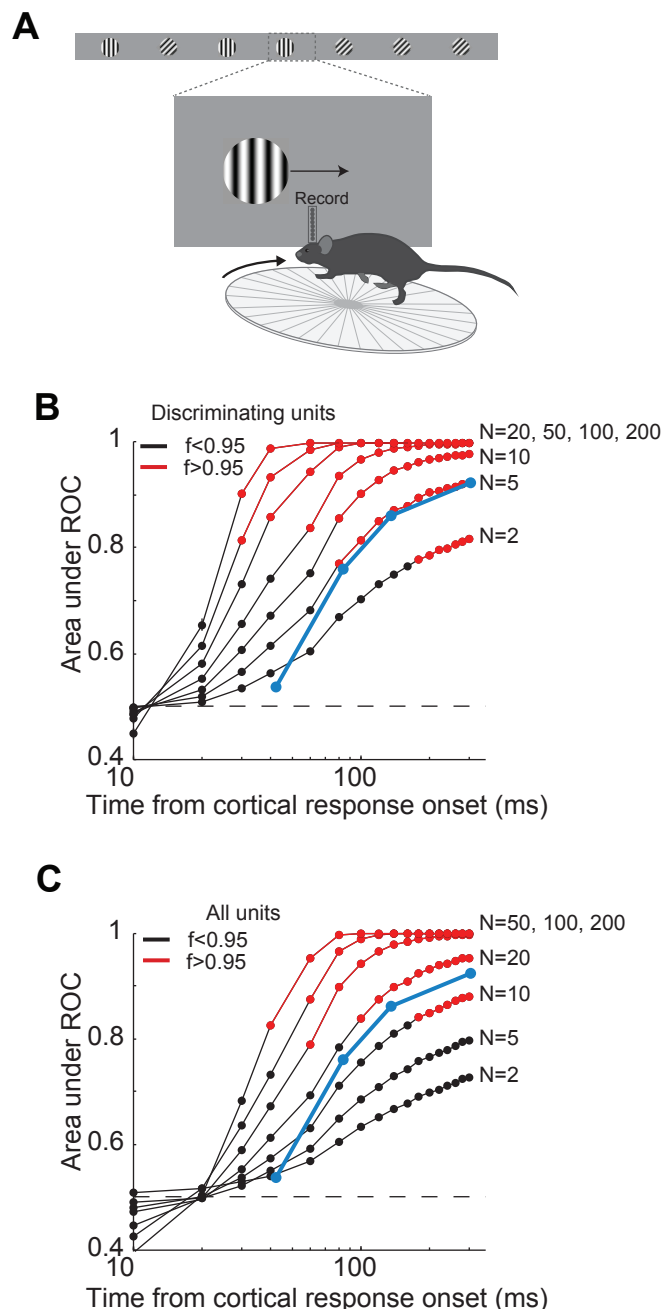 A
Record
B
Discriminating units
f<0.95
f>0.95
N=20, 50, 100, 200
N=10
N=5
N=2
1
0.8
0.6
0.4
Area under ROC
10
100
Time from cortical response onset (ms)
C
All units
f<0.95
f>0.95
N=50, 100, 200
N=20
N=10
N=5
N=2
1
0.8
0.6
0.4
Area under ROC
10
100
Time from cortical response onset (ms)